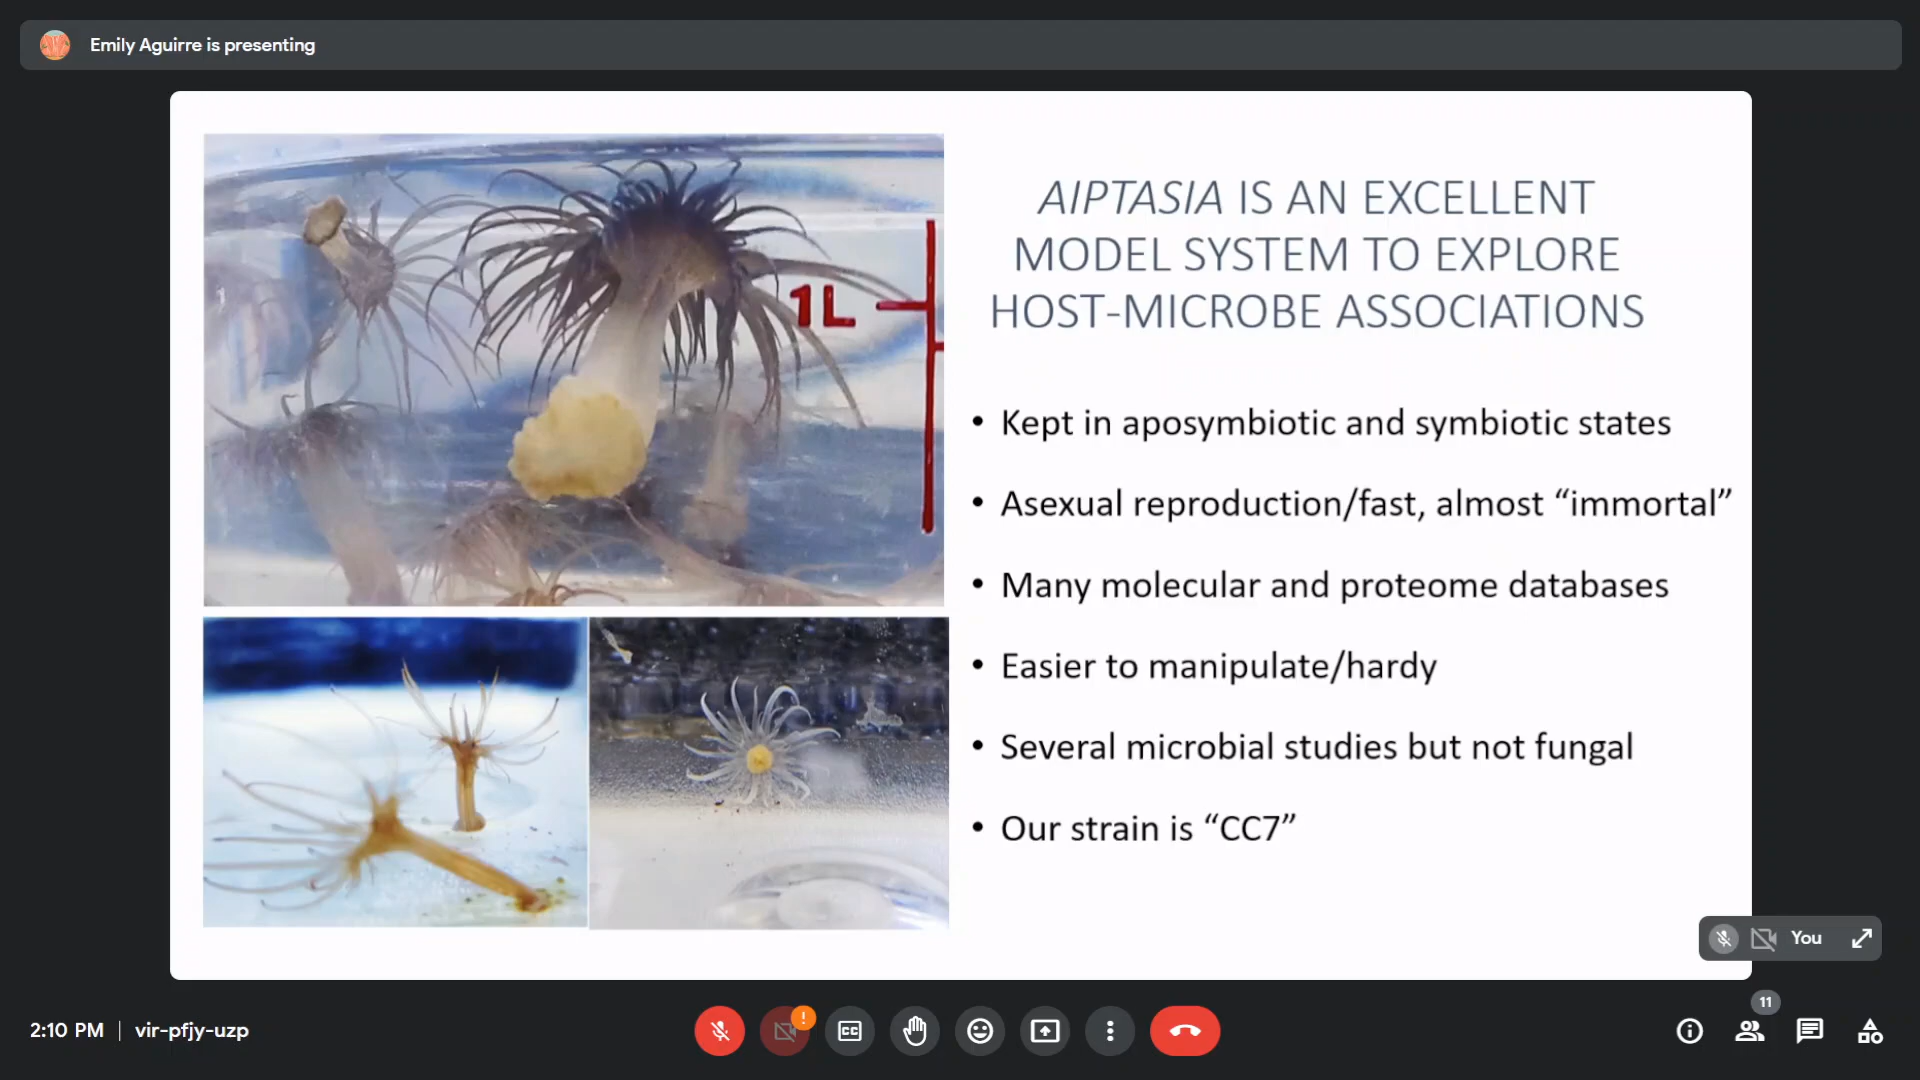 Emily Aguirre is presenting
1L
AIPTASIA IS AN EXCELLENT
MODEL SYSTEM TO EXPLORE
HOST-MICROBE ASSOCIATIONS
• Kept in aposymbiotic and symbiotic states
• Asexual reproduction/fast, almost “immortal”
• Many molecular and proteome databases
• Easier to manipulate/hardy
• Several microbial studies but not fungal
• Our strain is “CC7”
You
2:10 PM | vir-pfjy-uzp
!
CC
11